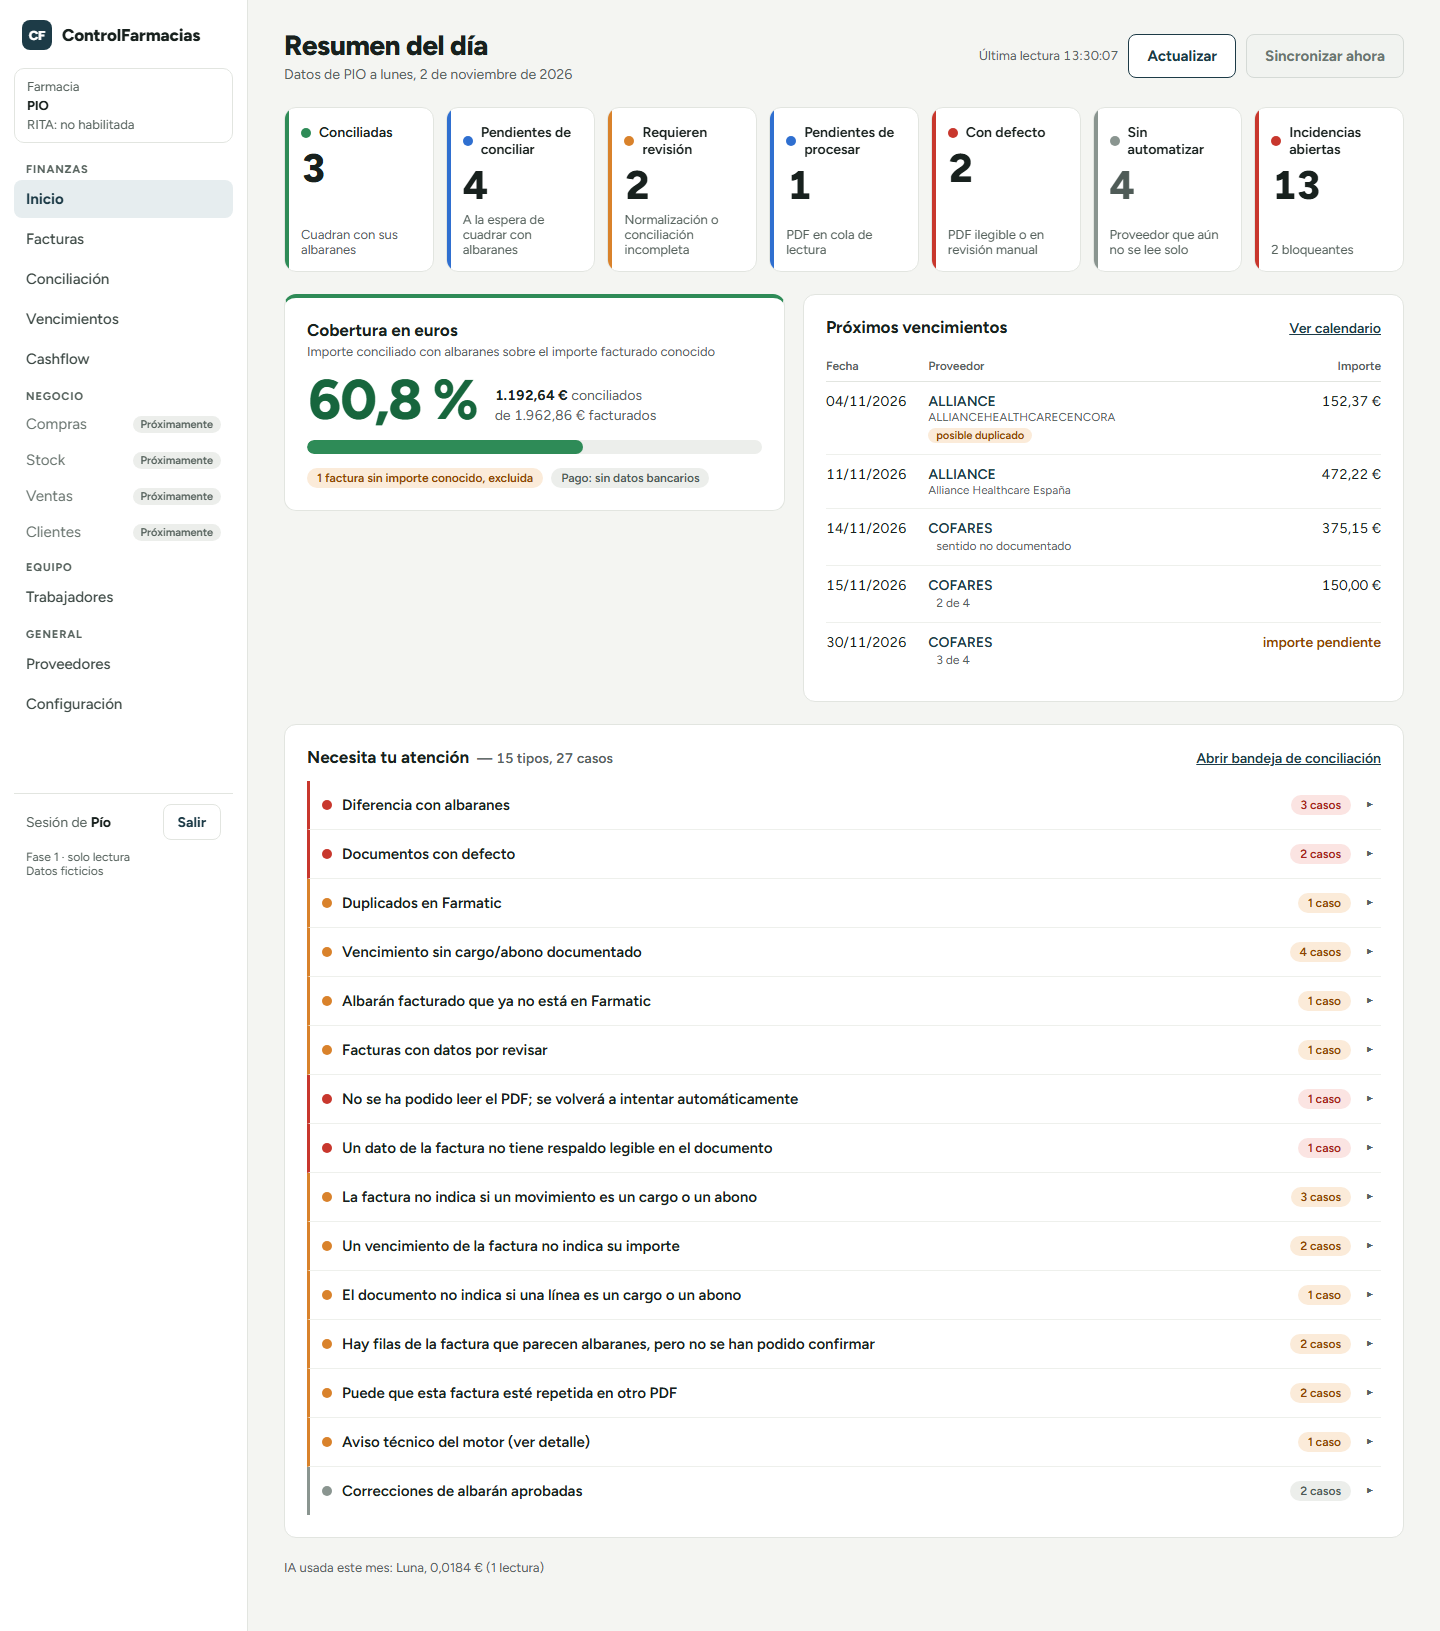 CF ControlFarmacias
Farmacia
PIO
RITA: no habilitada
FINANZAS
Inicio
Facturas
Conciliación
Vencimientos
Cashflow
NEGOCIO
Compras Próximamente
Stock Próximamente
Ventas Próximamente
Clientes Próximamente
EQUIPO
Trabajadores
GENERAL
Proveedores
Configuración
Sesión de Pío Salir
Fase 1 · solo lectura
Datos ficticios
Resumen del día
Datos de PIO a lunes, 2 de noviembre de 2026
Última lectura 13:30:07 Actualizar Sincronizar ahora
Conciliadas
3
Cuadran con sus
albaranes
Pendientes de
conciliar
4
A la espera de
cuadrar con
albaranes
Requieren
revisión
2
Normalización o
conciliación
incompleta
Pendientes de
procesar
1
PDF en cola de
lectura
Con defecto
2
PDF ilegible o en
revisión manual
Sin
automatizar
4
Proveedor que aún
no se lee solo
Incidencias
abiertas
13
2 bloqueantes
Cobertura en euros
Importe conciliado con albaranes sobre el importe facturado conocido
60,8 %
1.192,64 € conciliados
de 1.962,86 € facturados
1 factura sin importe conocido, excluida Pago: sin datos bancarios
Próximos vencimientos Ver calendario
Fecha Proveedor Importe
04/11/2026 ALLIANCE 152,37 €
ALLIANCEHEALTHCARECENCORA
posible duplicado
11/11/2026 ALLIANCE 472,22 €
Alliance Healthcare España
14/11/2026 COFARES 375,15 €
sentido no documentado
15/11/2026 COFARES 150,00 €
2 de 4
30/11/2026 COFARES importe pendiente
3 de 4
Necesita tu atención — 15 tipos, 27 casos Abrir bandeja de conciliación
Diferencia con albaranes 3 casos
Documentos con defecto 2 casos
Duplicados en Farmatic 1 caso
Vencimiento sin cargo/abono documentado 4 casos
Albarán facturado que ya no está en Farmatic 1 caso
Facturas con datos por revisar 1 caso
No se ha podido leer el PDF; se volverá a intentar automáticamente 1 caso
Un dato de la factura no tiene respaldo legible en el documento 1 caso
La factura no indica si un movimiento es un cargo o un abono 3 casos
Un vencimiento de la factura no indica su importe 2 casos
El documento no indica si una línea es un cargo o un abono 1 caso
Hay filas de la factura que parecen albaranes, pero no se han podido confirmar 2 casos
Puede que esta factura esté repetida en otro PDF 2 casos
Aviso técnico del motor (ver detalle) 1 caso
Correcciones de albarán aprobadas 2 casos
IA usada este mes: Luna, 0,0184 € (1 lectura)